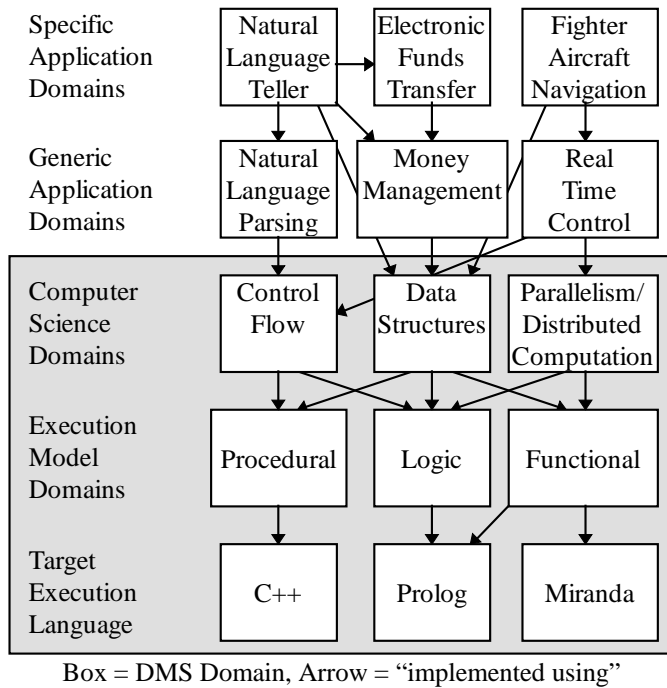 Specific
Application
Domains
Natural
Language
Teller
Electronic
Funds
Transfer
Fighter
Aircraft
Navigation
Generic
Application
Domains
Natural
Language
Parsing
Money
Management
Real
Time
Control
Computer
Science
Domains
Control
Flow
Data
Structures
Parallelism/
Distributed
Computation
Execution
Model
Domains
Procedural
Logic
Functional
Target
Execution
Language
C++
Prolog
Miranda
Box = DMS Domain, Arrow = “implemented using”